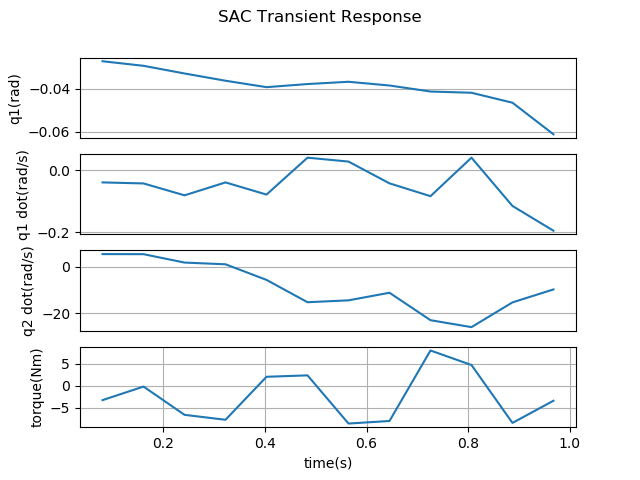 SAC Transient Response
q1(rad)
−0.04
−0.06
q1 dot(rad/s)
0.0
−0.2
q2 dot(rad/s)
0
−20
torque(Nm)
5
0
−5
0.2 0.4 0.6 0.8 1.0
time(s)